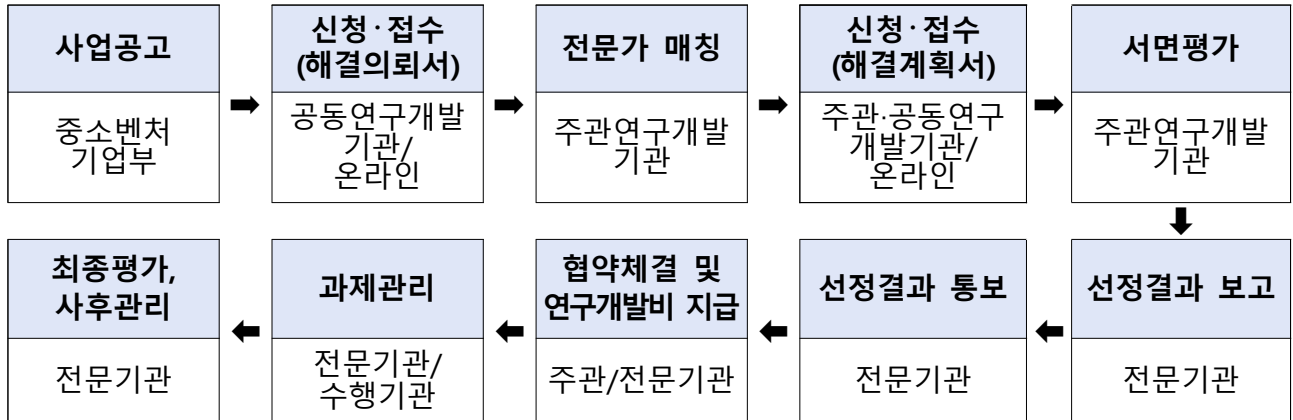 사업공고
중소벤처
기업부
신청·접수
(해결의뢰서)
공동연구개발
기관/
온라인
전문가 매칭
주관연구개발
기관
신청·접수
(해결계획서)
주관·공동연구
개발기관/
온라인
서면평가
주관연구개발
기관
선정결과 보고
전문기관
선정결과 통보
전문기관
협약체결 및
연구개발비 지급
주관/전문기관
과제관리
전문기관/
수행기관
최종평가,
사후관리
전문기관